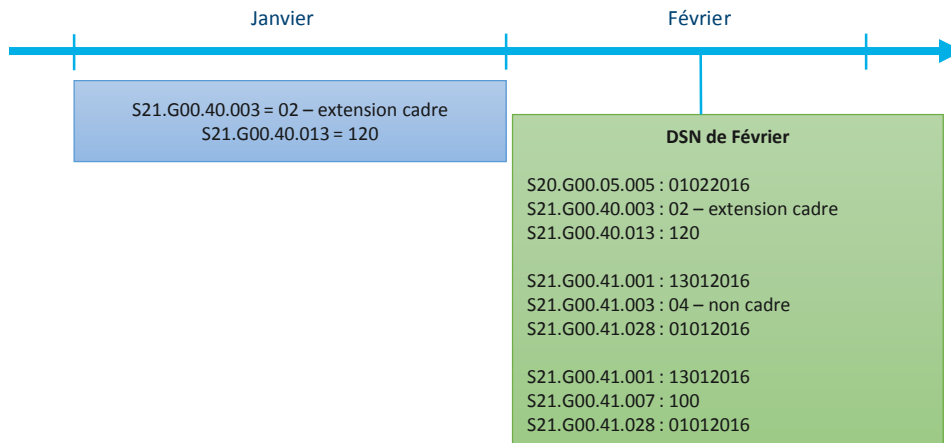 Janvier
Février
S21.G00.40.003 = 02 – extension cadre
S21.G00.40.013 = 120
DSN de Février
S20.G00.05.005 : 01022016
S21.G00.40.003 : 02 – extension cadre
S21.G00.40.013 : 120
S21.G00.41.001 : 13012016
S21.G00.41.003 : 04 – non cadre
S21.G00.41.028 : 01012016
S21.G00.41.001 : 13012016
S21.G00.41.007 : 100
S21.G00.41.028 : 01012016